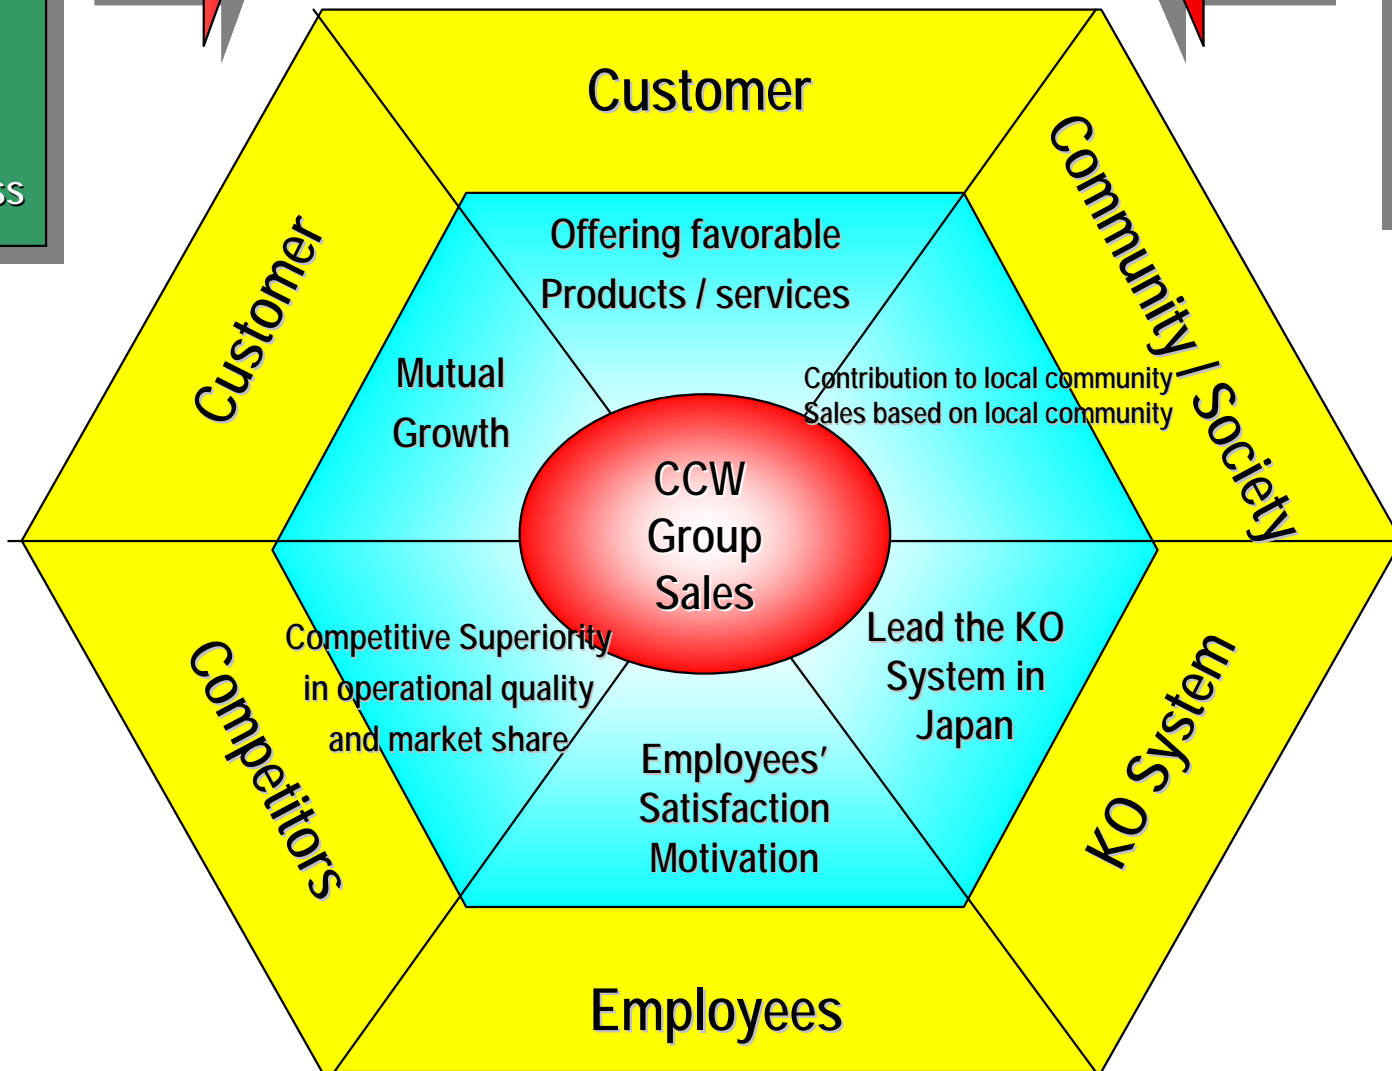 Customer
Community / Society
Customer
Offering favorable
Products / services
Mutual
Growth
Contribution to local community
Sales based on local community
CCW
Group
Sales
Competitive Superiority
in operational quality
and market share
Lead the KO
System in
Japan
Employees’
Satisfaction
Motivation
Competitors
KO System
Employees